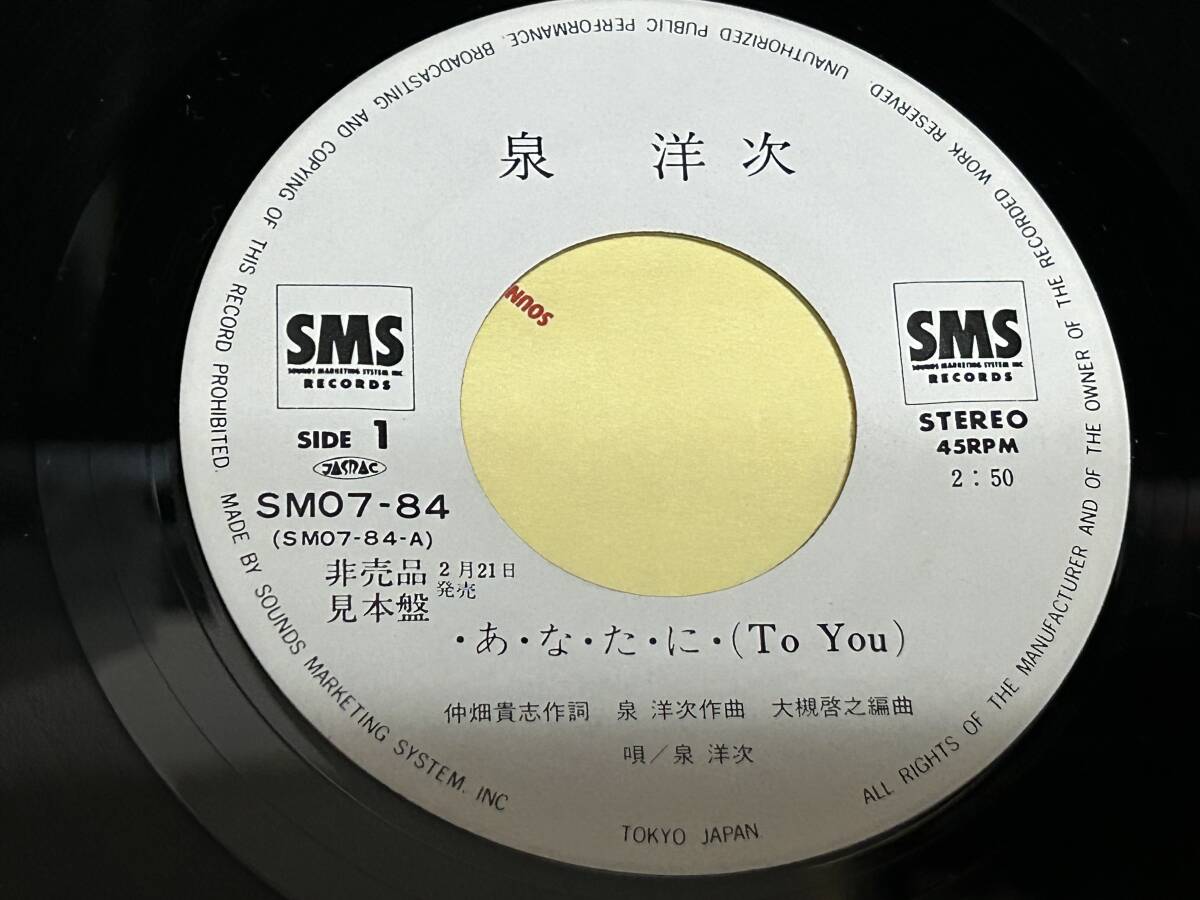 泉 洋次
SMS
SOUNDS MARKETING SYSTEM INC
RECORDS
SIDE 1
JASRAC
SM07-84
(SM07-84-A)
非売品
見本盤
2月21日
発売
SMS
SOUNDS MARKETING SYSTEM INC
RECORDS
STEREO
45RPM
2:50
SOUN
・あ・な・た・に・(To You)
仲畑貴志作詞 泉 洋次作曲 大槻啓之編曲
唄/泉 洋次
ALL RIGHTS OF THE MANUFACTURER AND OF THE OWNER OF THE RECORDED WORK RESERVED. UNAUTHORIZED PUBLIC PERFORMANCE. BROADCASTING AND COPYING OF THIS RECORD PROHIBITED. MADE BY SOUNDS MARKETING SYSTEM. INC
TOKYO JAPAN